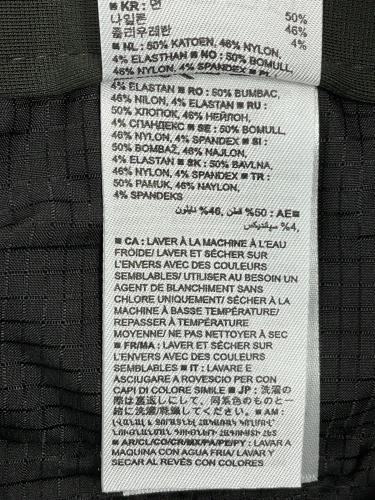 ■ KR : 면
나일론 50%
폴리우레탄 46%
■ NL : 50% KATOEN, 46% NYLON, 4%
4% ELASTHAN ■ NO : 50% BOMULL,
46% NYLON, 4% SPANDEX ■ PL :
4% ELASTAN ■ RO : 50% BUMBAC,
46% NILON, 4% ELASTAN ■ RU :
50% ХЛОПОК, 46% НЕЙЛОН,
4% СПАНДЕКС ■ SE : 50% BOMULL,
46% NYLON, 4% SPANDEX ■ SI :
50% BOMBAŽ, 46% NAJLON,
4% ELASTAN ■ SK : 50% BAVLNA,
46% NYLON, 4% SPANDEX ■ TR :
50% PAMUK, 46% NAYLON,
4% SPANDEKS
■ AE: 50% قطن, 46% نايلون
4%, سپانديكس
■ CA : LAVER À LA MACHINE À L'EAU
FROIDE/ LAVER ET SÉCHER SUR
L'ENVERS AVEC DES COULEURS
SEMBLABLES/ UTILISER AU BESOIN UN
AGENT DE BLANCHIMENT SANS
CHLORE UNIQUEMENT/ SÉCHER À LA
MACHINE À BASSE TEMPÉRATURE/
REPASSER À TEMPÉRATURE
MOYENNE/ NE PAS NETTOYER À SEC
■ FR/MA : LAVER ET SÉCHER SUR
L'ENVERS AVEC DES COULEURS
SEMBLABLES ■ IT : LAVARE E
ASCIUGARE A ROVESCIO PER CON
CAPI DI COLORE SIMILE ■ JP : 洗濯の
際は裏返しにして、同系色のものと一
緒に洗濯/乾燥してください。 ■ AM :
■ AR/CL/CO/CR/MX/PA/PE/PY : LAVAR A
MAQUINA CON AGUA FRIA/ LAVAR Y
SECAR AL REVÉS CON COLORES